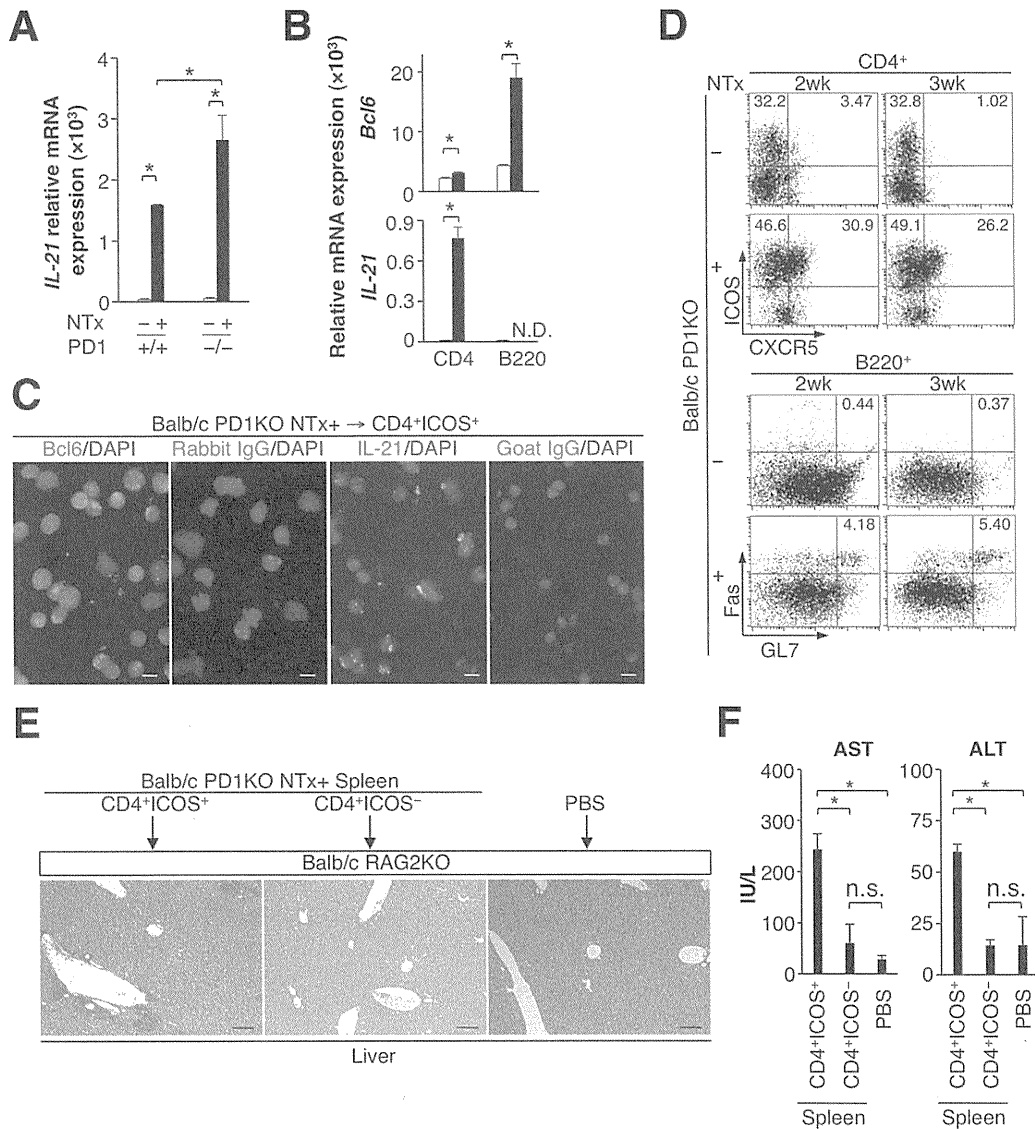 A
IL-21 relative mRNA
expression (×10³)
4
3
2
1
0
*
*
*
NTx − + − +
PD1 +/+ −/−
B
Relative mRNA expression (×10³)
Bcl6
20
10
0
*
*
IL-21
0.9
0.6
0.3
0
*
N.D.
CD4 B220
C
Balb/c PD1KO NTx+ → CD4⁺ICOS⁺
Bcl6/DAPI Rabbit IgG/DAPI IL-21/DAPI Goat IgG/DAPI
D
Balb/c PD1KO
CD4⁺
NTx 2wk 3wk
−
32.2 3.47 32.8 1.02
+
46.6 30.9 49.1 26.2
ICOS
CXCR5
B220⁺
2wk 3wk
−
0.44 0.37
+
4.18 5.40
Fas
GL7
E
Balb/c PD1KO NTx+ Spleen
CD4⁺ICOS⁺ CD4⁺ICOS⁻ PBS
Balb/c RAG2KO
Liver
F
AST
IU/L
400
300
200
100
0
*
*
n.s.
CD4⁺ICOS⁺
CD4⁺ICOS⁻
PBS
Spleen
ALT
100
75
50
25
0
*
*
n.s.
CD4⁺ICOS⁺
CD4⁺ICOS⁻
PBS
Spleen